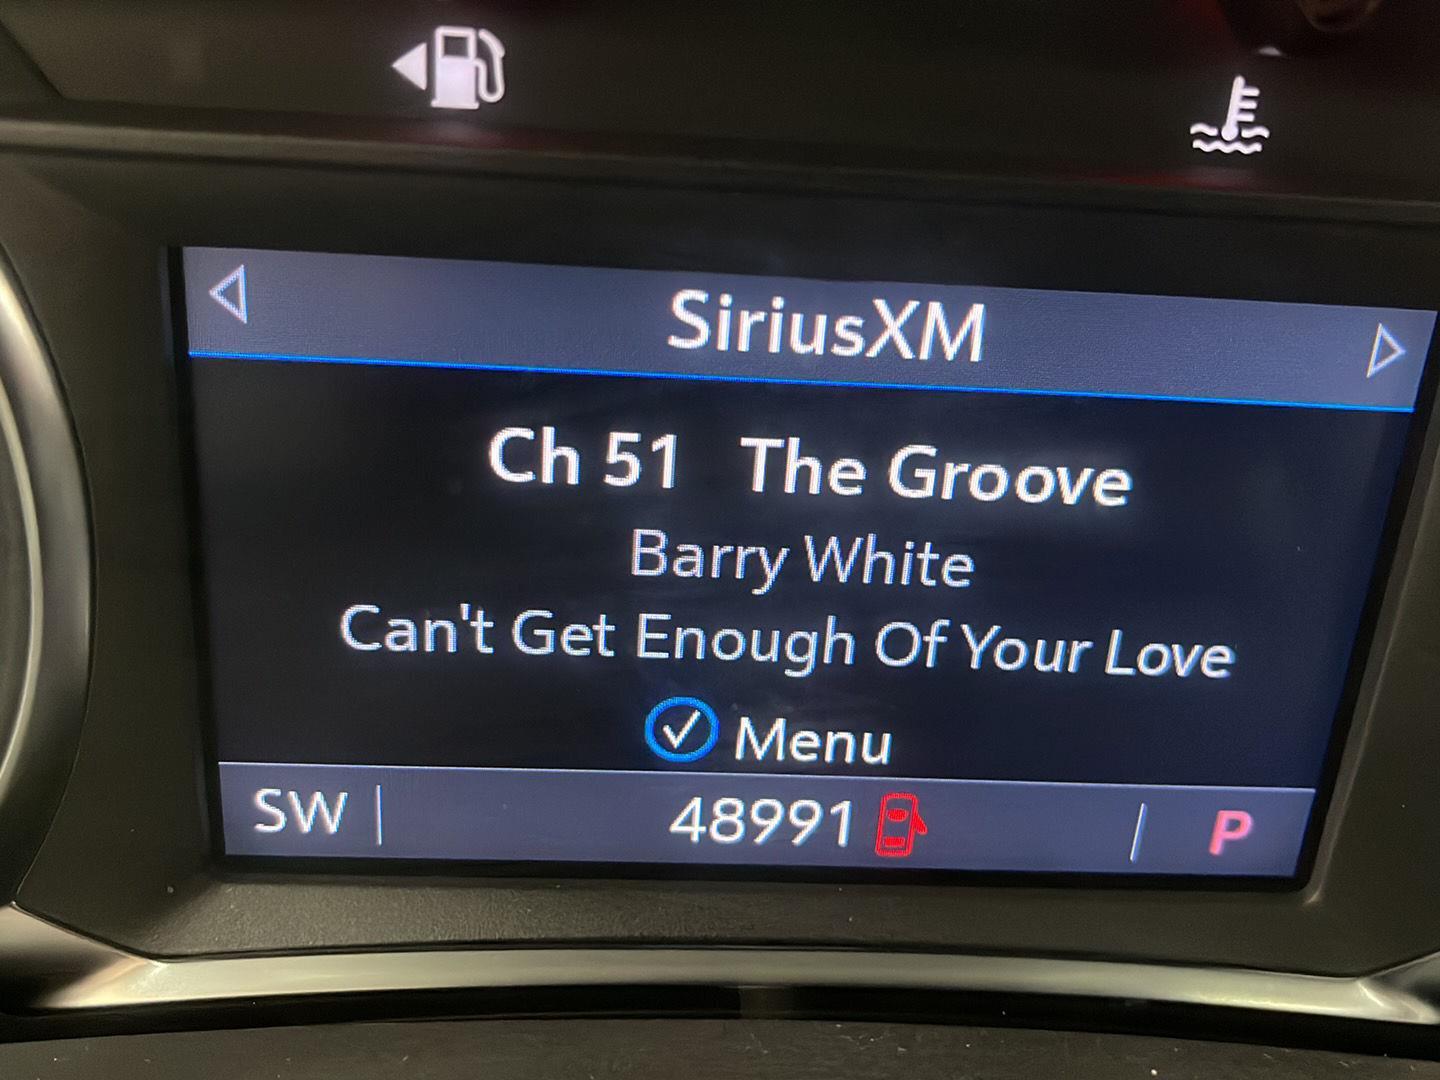 SiriusXM
Ch 51 The Groove
Barry White
Can't Get Enough Of Your Love
Menu
SW 48991 P